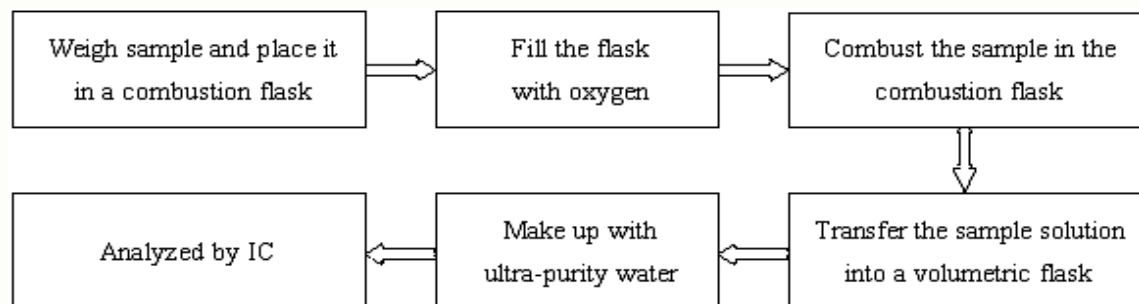 Weigh sample and place it
in a combustion flask
Fill the flask
with oxygen
Combust the sample in the
combustion flask
Transfer the sample solution
into a volumetric flask
Make up with
ultra-purity water
Analyzed by IC